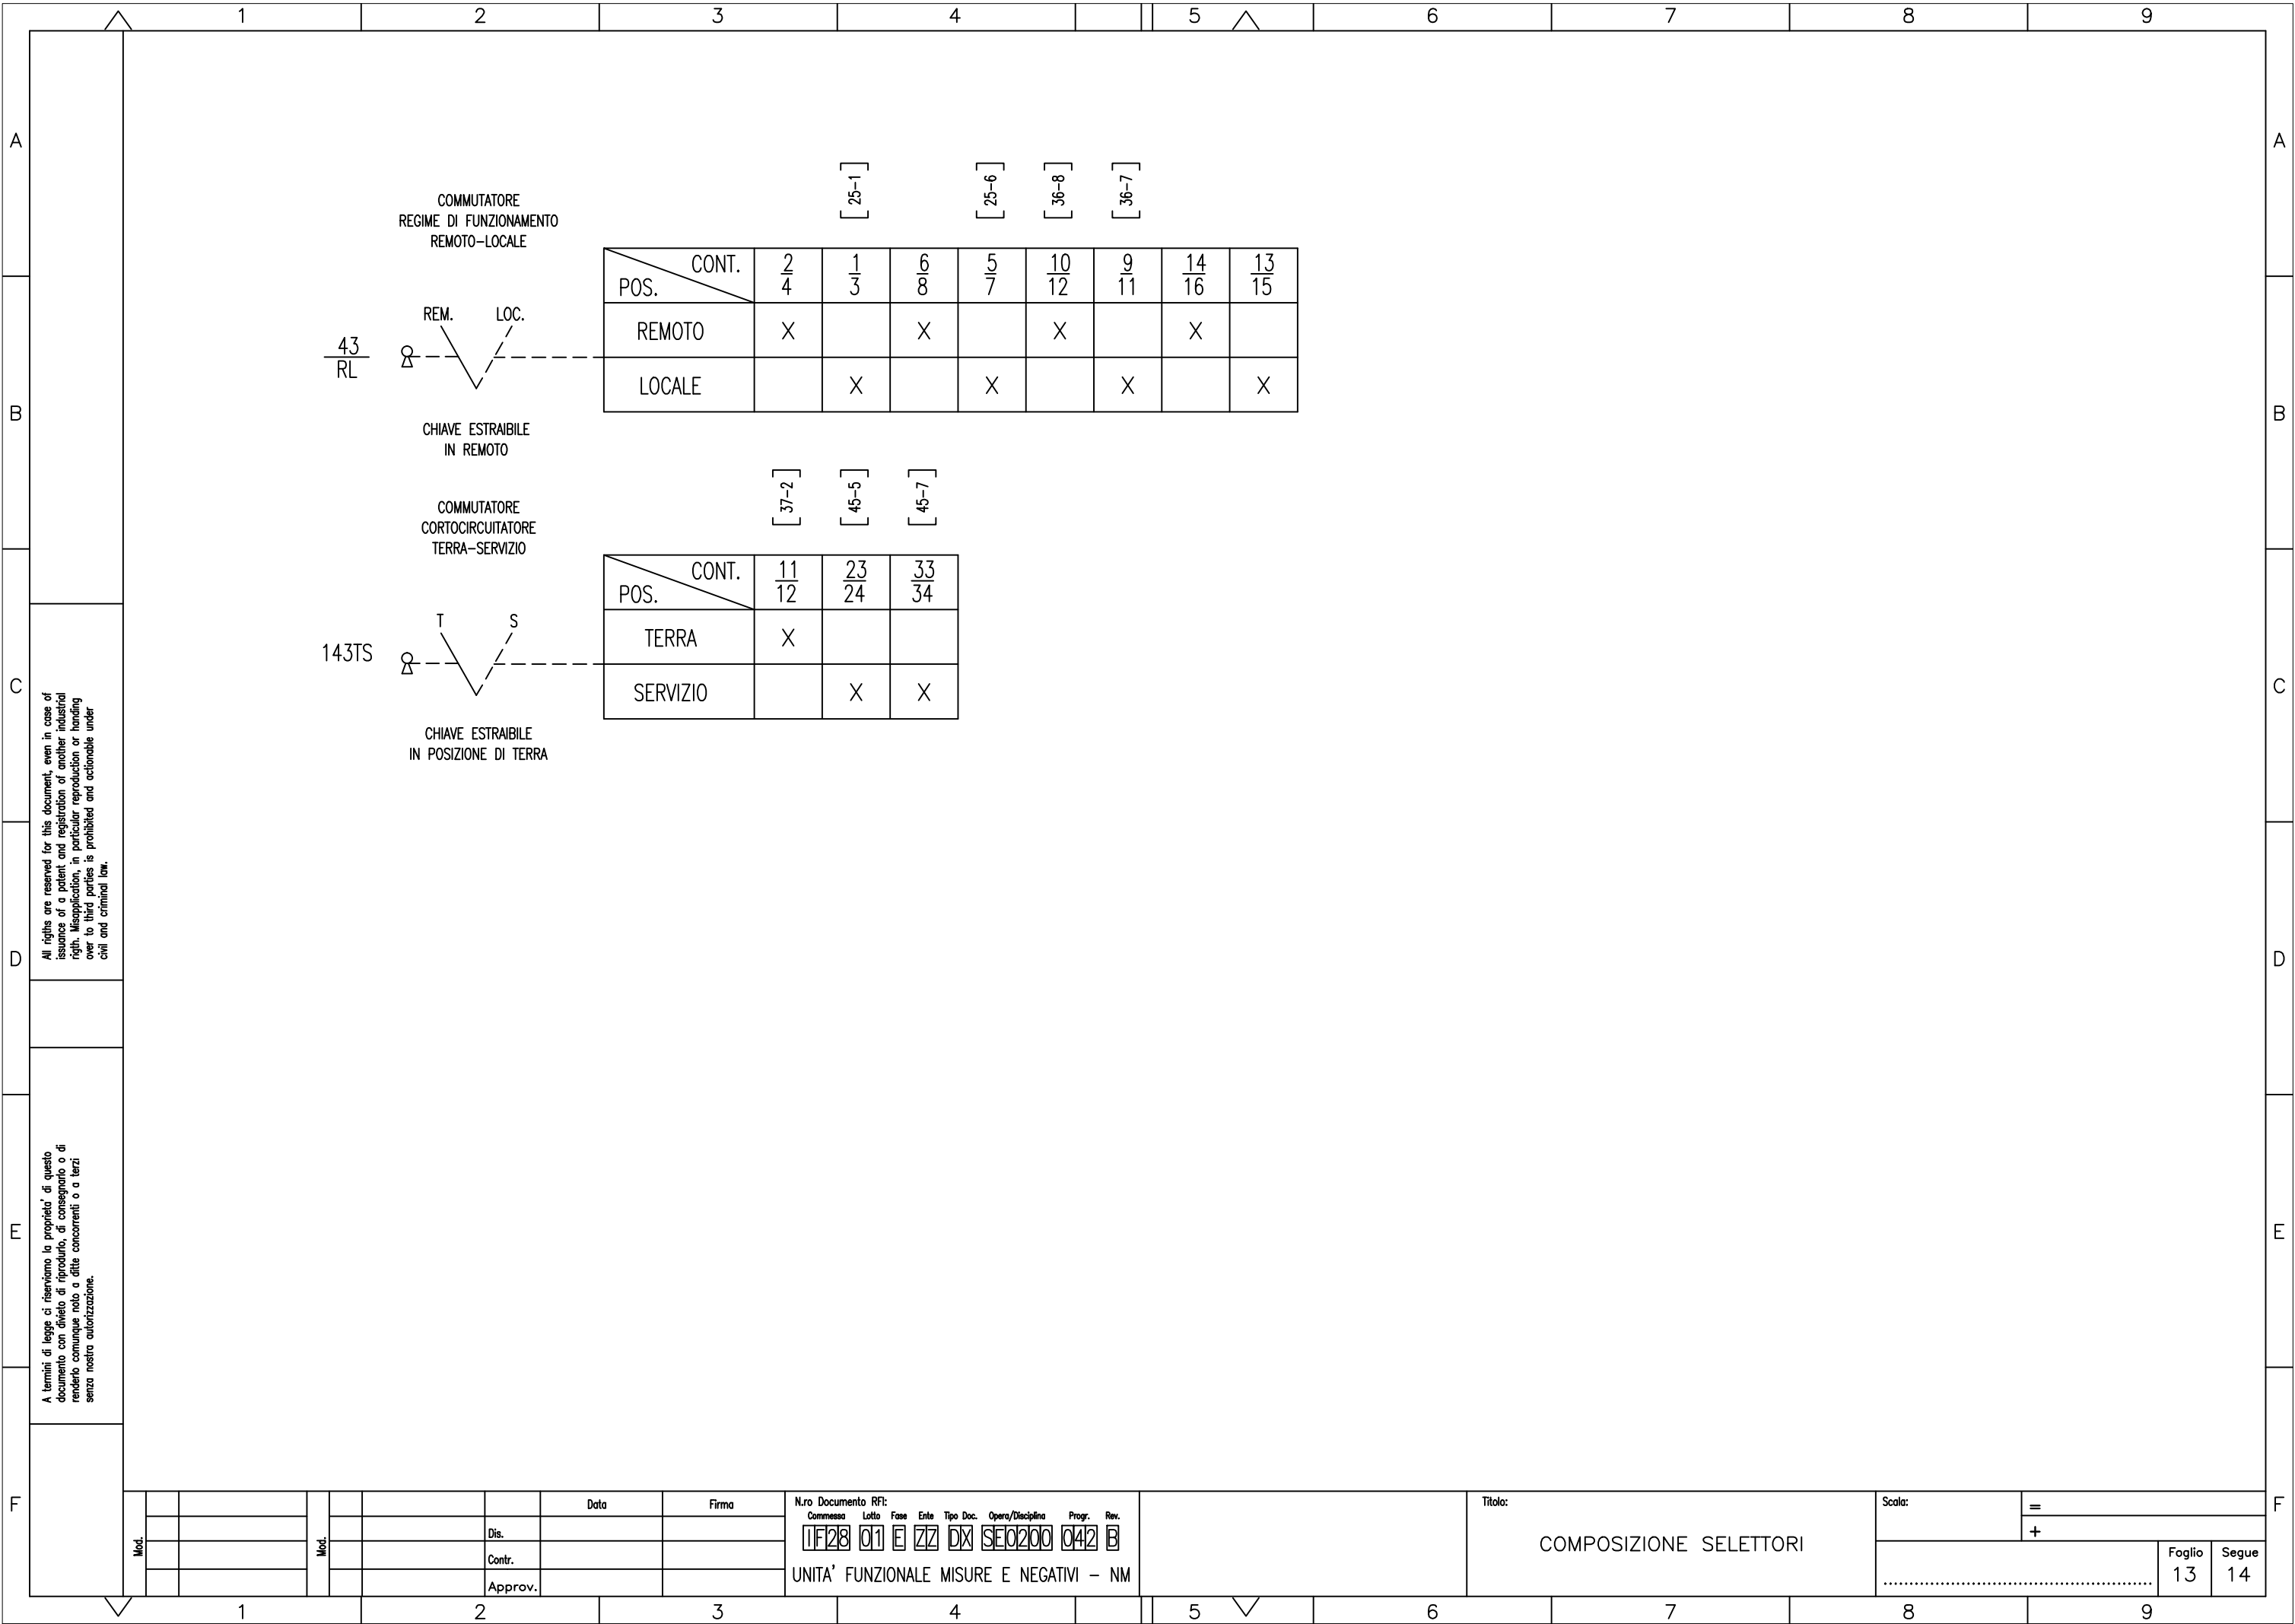 1 2 3 4 5 6 7 8 9
A A
B B
C C
D D
E E
F F
COMMUTATORE
REGIME DI FUNZIONAMENTO
REMOTO-LOCALE
[25-1] [25-6] [36-8] [36-7]
43
RL
REM. LOC.
CHIAVE ESTRAIBILE
IN REMOTO
CONT. 2/4 1/3 6/8 5/7 10/12 9/11 14/16 13/15
POS.
REMOTO X X X X
LOCALE X X X X
COMMUTATORE
CORTOCIRCUITATORE
TERRA-SERVIZIO
[37-2] [45-5] [45-7]
143TS
T S
CHIAVE ESTRAIBILE
IN POSIZIONE DI TERRA
CONT. 11/12 23/24 33/34
POS.
TERRA X
SERVIZIO X X
All rigths are reserved for this document, even in case of
issuance of a patent and registration of another industrial
rigth. Misapplication, in particular reproduction or handing
over to third parties is prohibited and actionable under
civil and criminal law.
A termini di legge ci riserviamo la proprieta' di questo
documento con divieto di riprodurlo, di consegnarlo o di
renderlo comunque noto a ditte concorrenti o a terzi
senza nostra autorizzazione.
Mod. Mod.
Data Firma
Dis.
Contr.
Approv.
N.ro Documento RFI:
Commessa Lotto Fase Ente Tipo Doc. Opera/Disciplina Progr. Rev.
IF28 01 E ZZ DX SE0200 042 B
UNITA' FUNZIONALE MISURE E NEGATIVI - NM
Titolo:
COMPOSIZIONE SELETTORI
Scala:
=
+
Foglio Segue
13 14
1 2 3 4 5 6 7 8 9